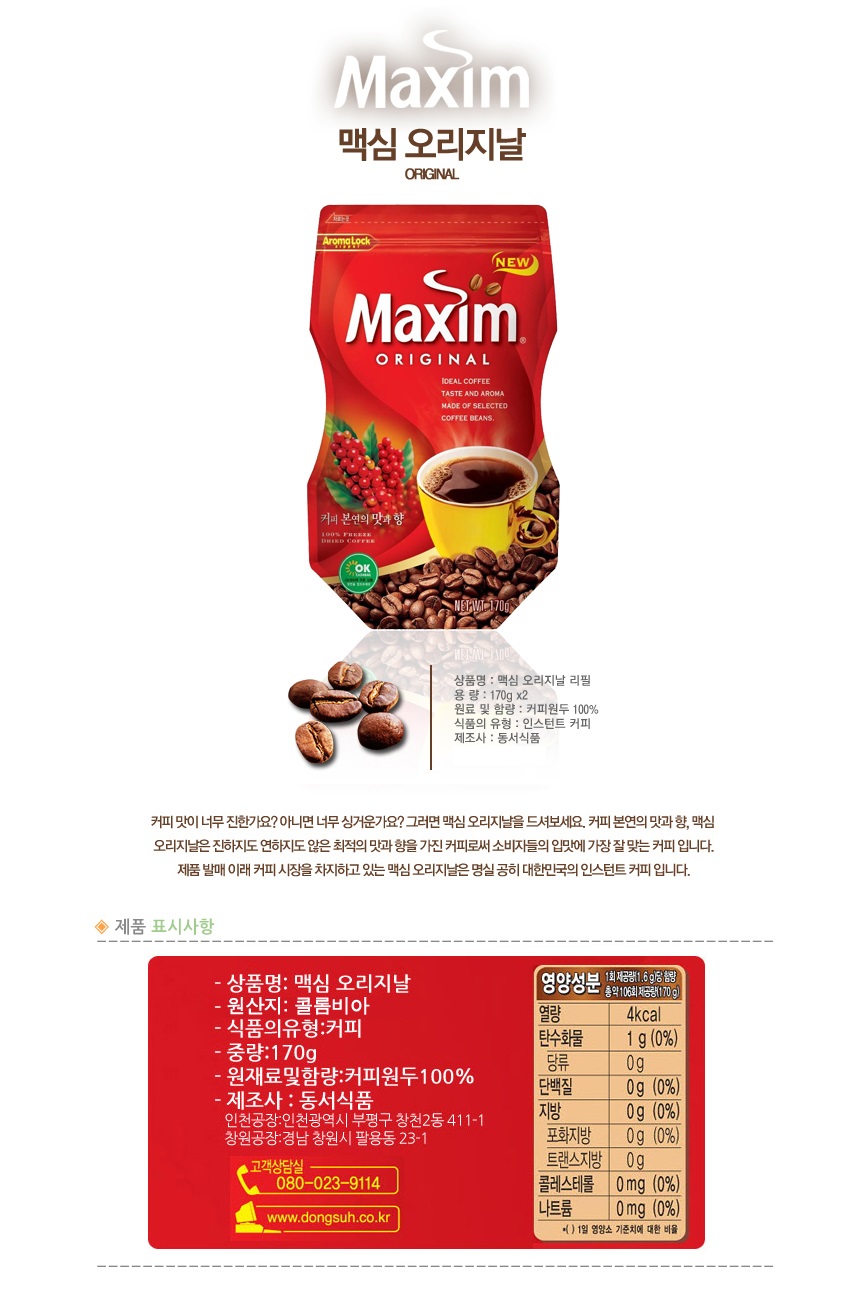 Maxim
맥심 오리지날
ORIGINAL
AromaLock
NEW
Maxim®
ORIGINAL
IDEAL COFFEE
TASTE AND AROMA
MADE OF SELECTED
COFFEE BEANS.
커피 본연의 맛과 향
100% FREEZE
DRIED COFFEE
OK
NET WT. 170g
상품명 : 맥심 오리지날 리필
용 량 : 170g x2
원료 및 함량 : 커피원두 100%
식품의 유형 : 인스턴트 커피
제조사 : 동서식품
커피 맛이 너무 진한가요? 아니면 너무 싱거운가요? 그러면 맥심 오리지날을 드셔보세요. 커피 본연의 맛과 향, 맥심
오리지날은 진하지도 연하지도 않은 최적의 맛과 향을 가진 커피로써 소비자들의 입맛에 가장 잘 맞는 커피 입니다.
제품 발매 이래 커피 시장을 차지하고 있는 맥심 오리지날은 명실 공히 대한민국의 인스턴트 커피 입니다.
제품 표시사항
- 상품명: 맥심 오리지날
- 원산지: 콜롬비아
- 식품의유형:커피
- 중량:170g
- 원재료및함량:커피원두100%
- 제조사 : 동서식품
인천공장:인천광역시 부평구 창천2동 411-1
창원공장:경남 창원시 팔용동 23-1
고객상담실
080-023-9114
www.dongsuh.co.kr
영양성분 1회 제공량(1.6g)당 함량
총 약 106회 제공량(170g)
열량 4kcal
탄수화물 1 g (0%)
당류 0g
단백질 0g (0%)
지방 0g (0%)
포화지방 0g (0%)
트랜스지방 0g
콜레스테롤 0mg (0%)
나트륨 0mg (0%)
*( ) 1일 영양소 기준치에 대한 비율